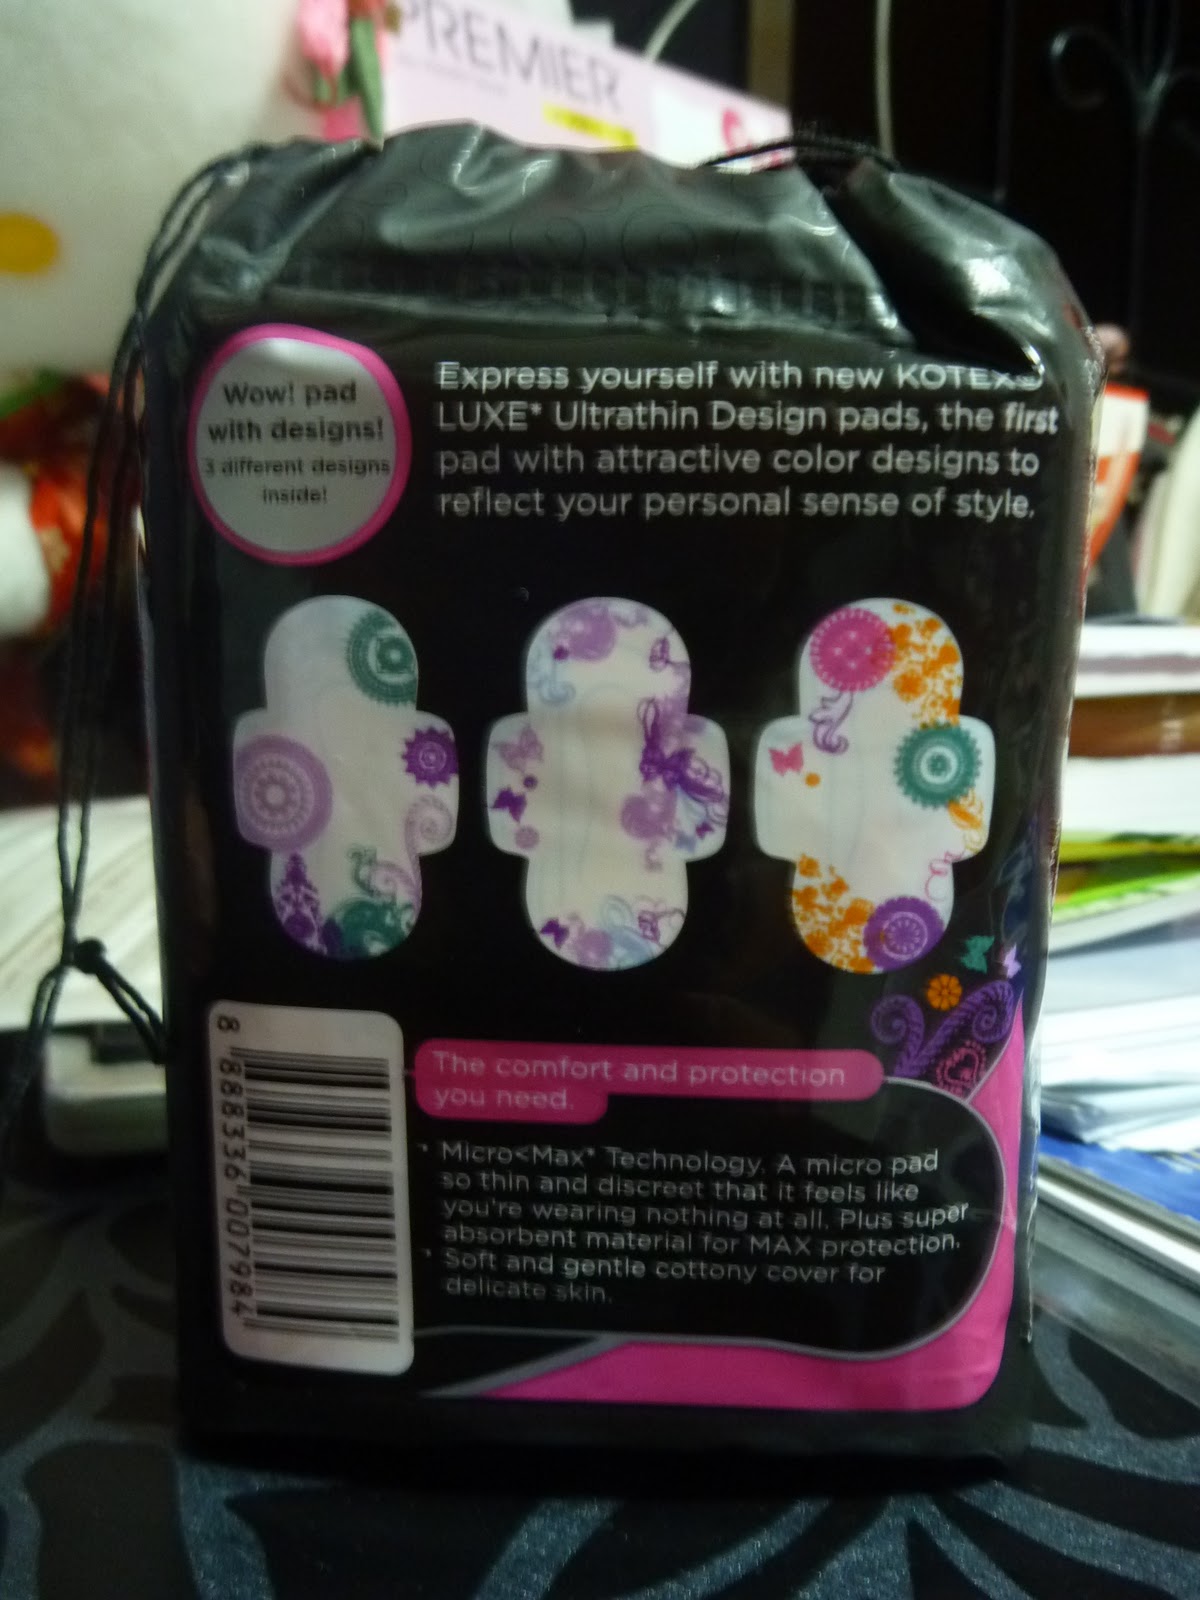 PREMIER
Wow! pad
with designs!
3 different designs
inside!
Express yourself with new KOTEX®
LUXE* Ultrathin Design pads, the first
pad with attractive color designs to
reflect your personal sense of style.
The comfort and protection
you need.
• Micro<Max* Technology. A micro pad
so thin and discreet that it feels like
you're wearing nothing at all. Plus super
absorbent material for MAX protection.
• Soft and gentle cottony cover for
delicate skin.
8 888336 007984